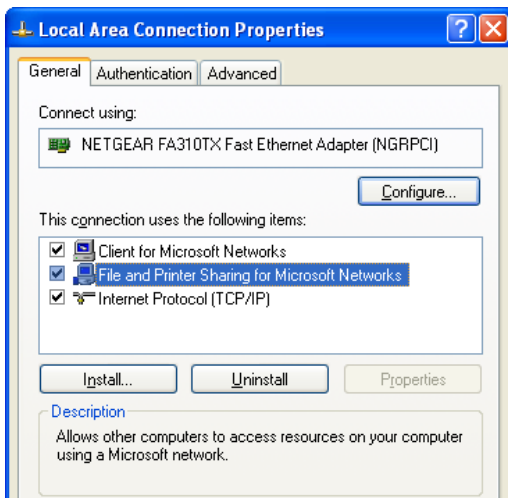 Local Area Connection Properties
General Authentication Advanced
Connect using:
NETGEAR FA310TX Fast Ethernet Adapter (NGRPCI)
Configure...
This connection uses the following items:
Client for Microsoft Networks
File and Printer Sharing for Microsoft Networks
Internet Protocol (TCP/IP)
Install... Uninstall Properties
Description
Allows other computers to access resources on your computer
using a Microsoft network.